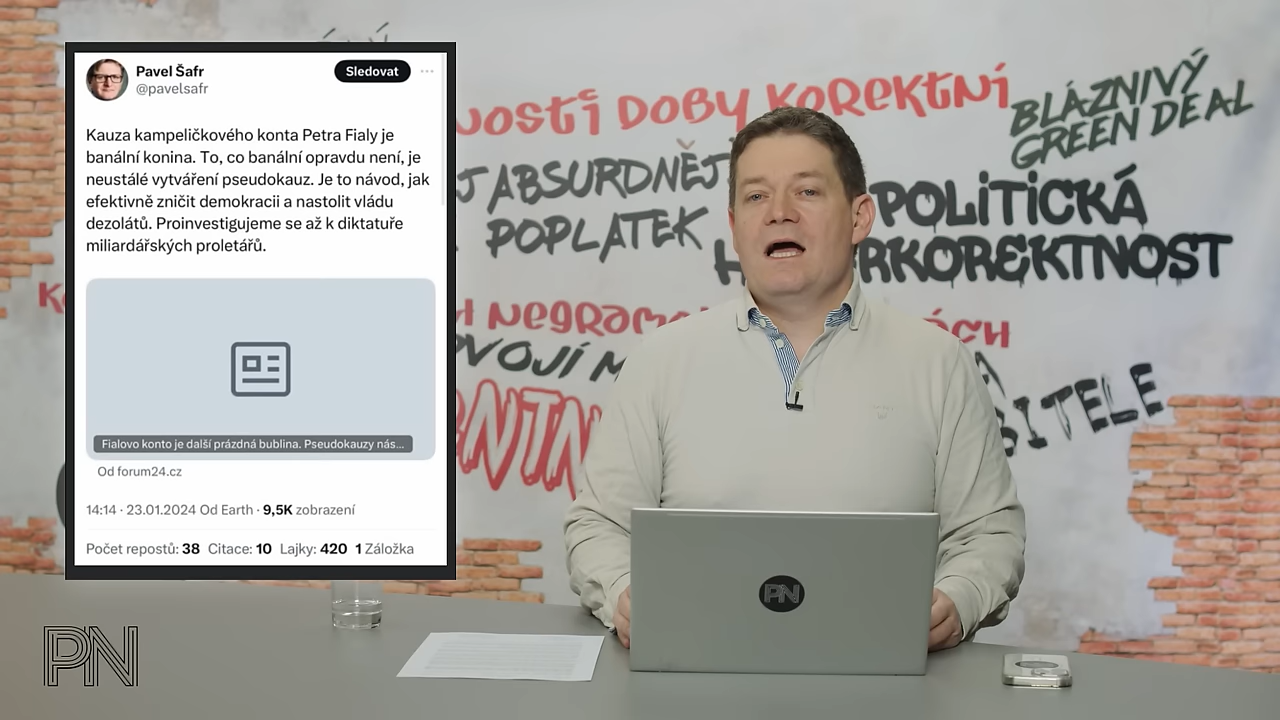 Pavel Šafr
@pavelsafr
Sledovat
Kauza kampeličkového konta Petra Fialy je
banální konina. To, co banální opravdu není, je
neustálé vytváření pseudokauz. Je to návod, jak
efektivně zničit demokracii a nastolit vládu
dezolátů. Proinvestigujeme se až k diktatuře
miliardářských proletářů.
Fialovo konto je další prázdná bublina. Pseudokauzy nás...
Od forum24.cz
14:14 · 23.01.2024 Od Earth · 9,5K zobrazení
Počet repostů: 38 Citace: 10 Lajky: 420 1 Záložka
DOBY KOREKTNÍ
BLÁZNIVÝ
GREEN DEAL
ABSURDNĚJ
POPLATEK
POLITICKÁ
RKOREKTNOST
PN
PN